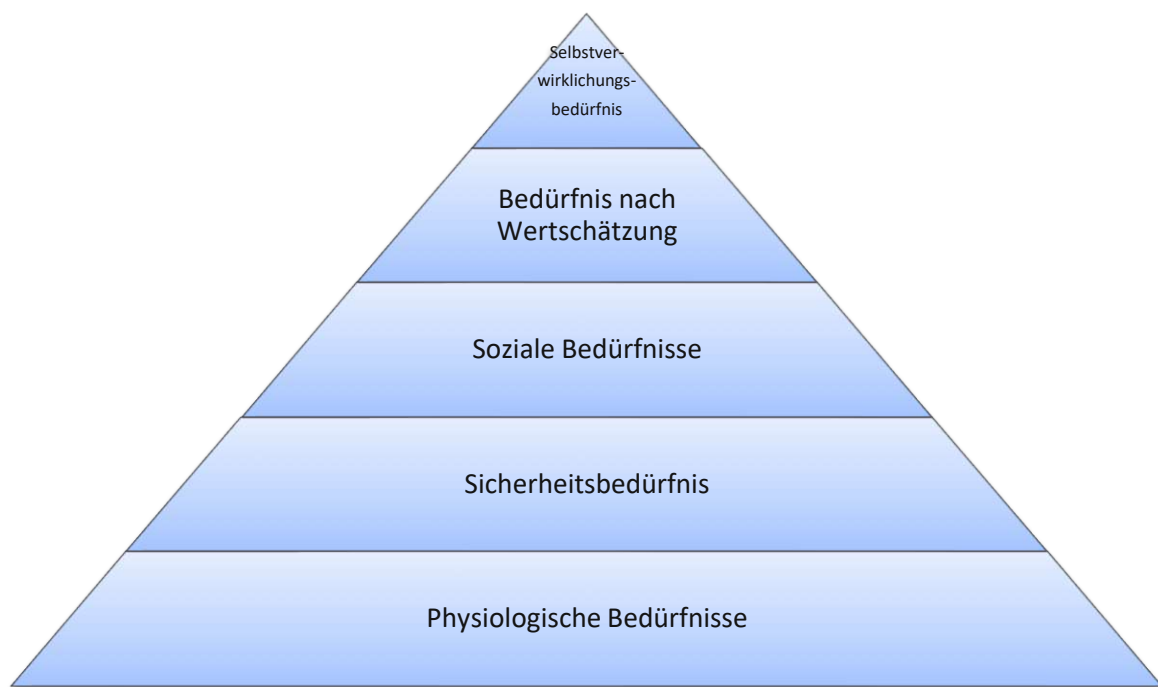 Selbstver-
wirklichungs-
bedürfnis
Bedürfnis nach
Wertschätzung
Soziale Bedürfnisse
Sicherheitsbedürfnis
Physiologische Bedürfnisse